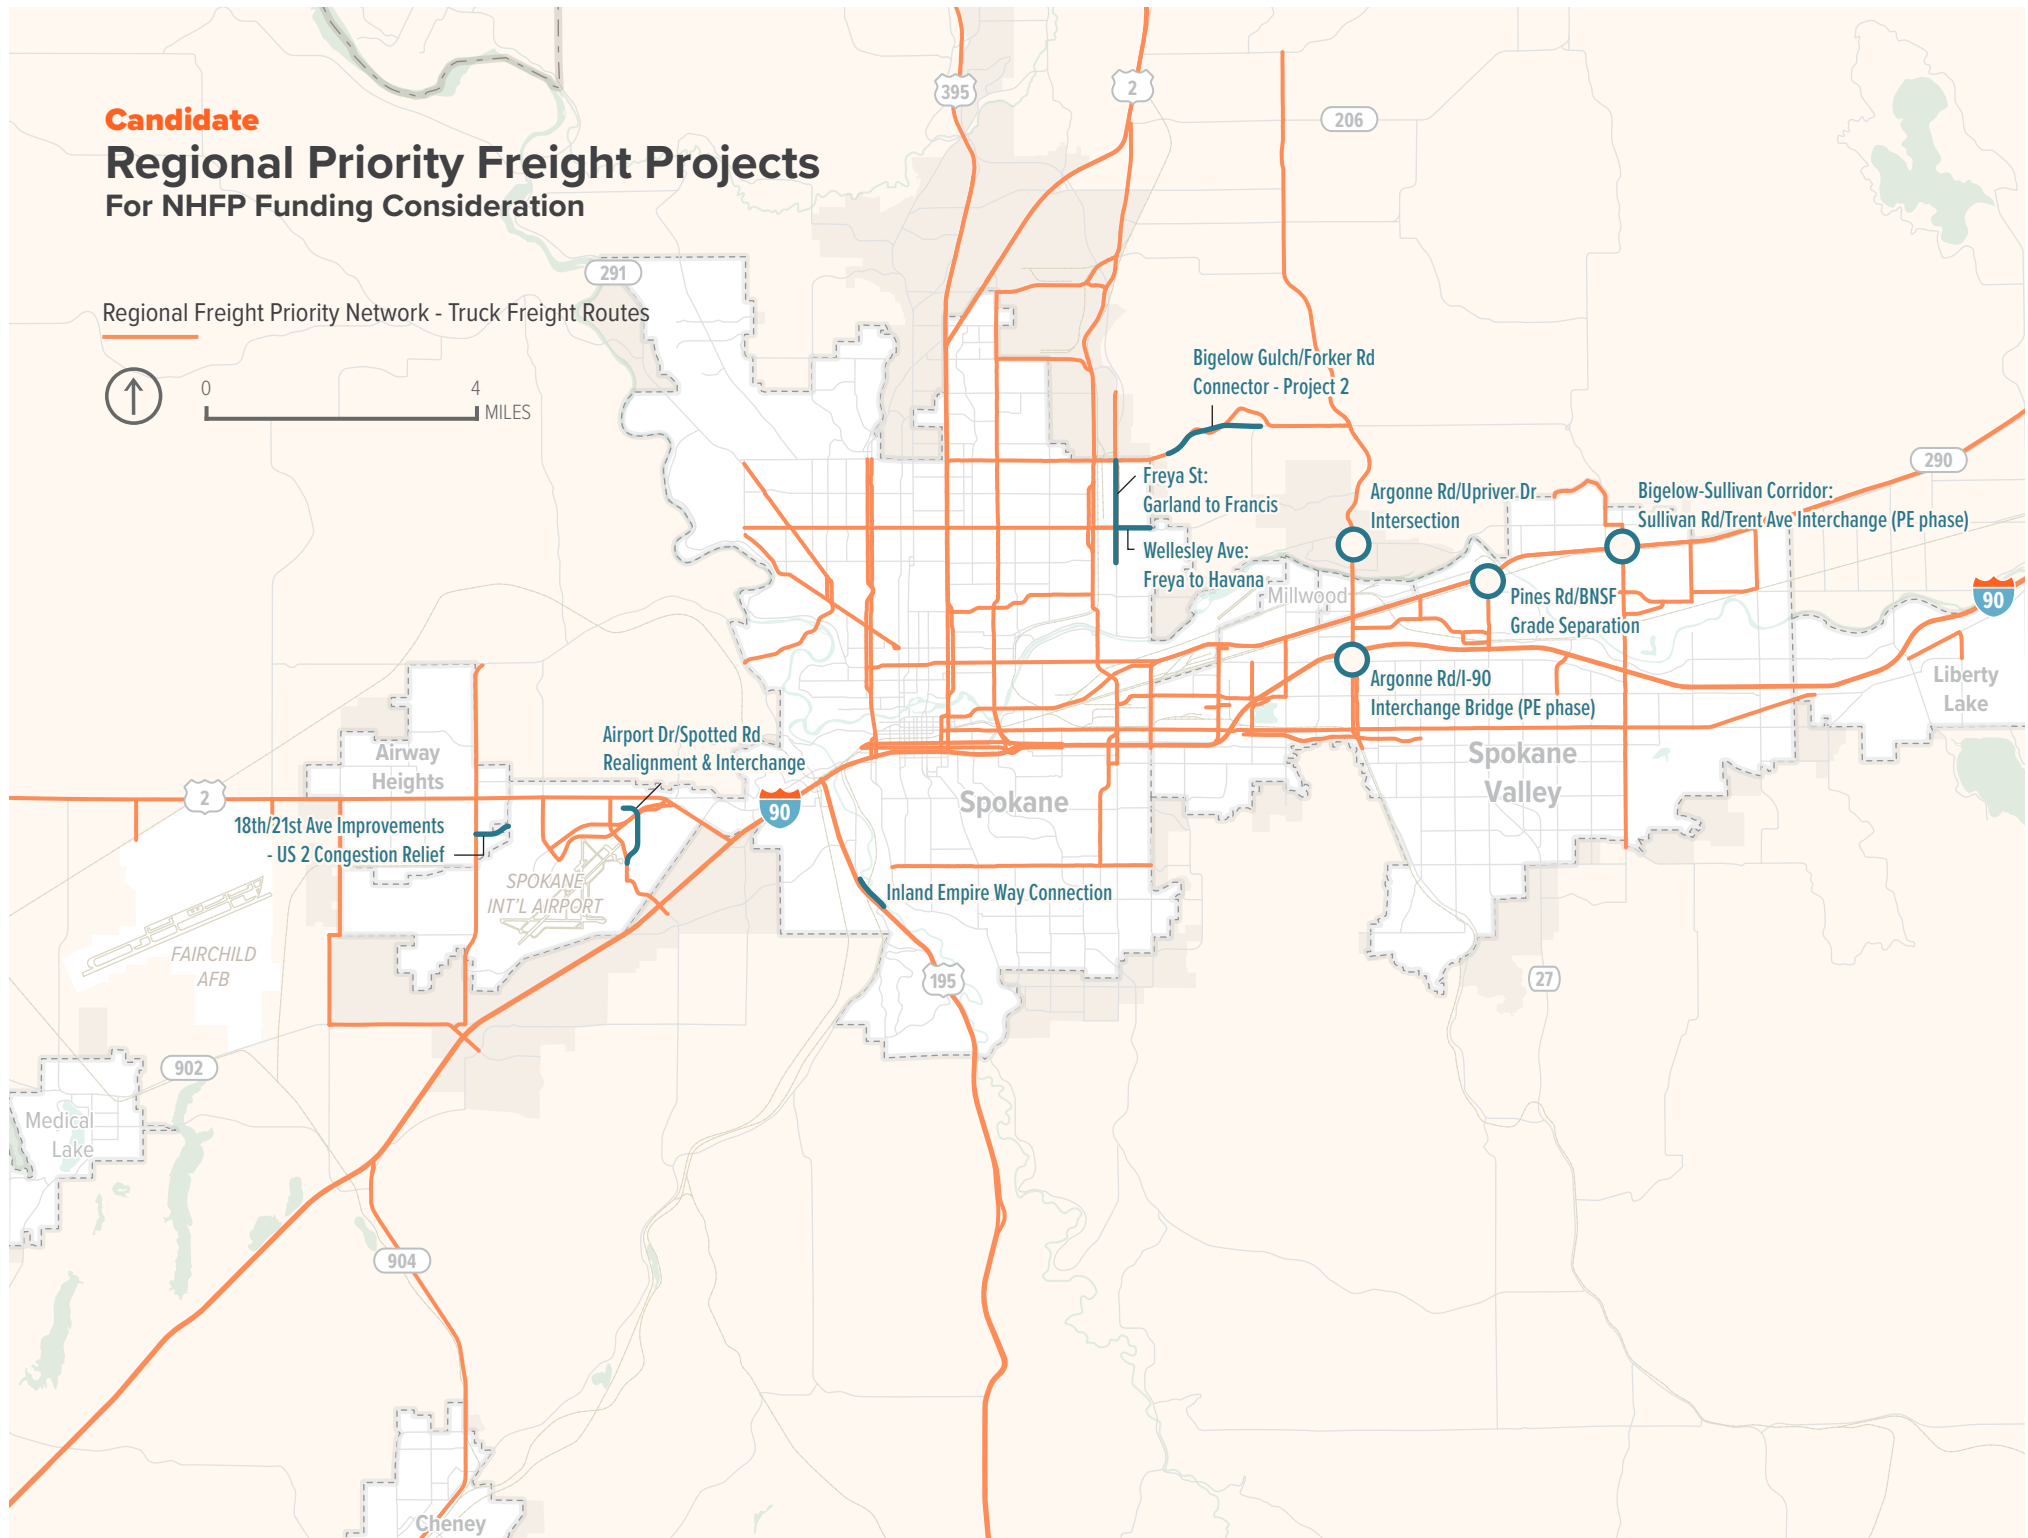 Candidate
Regional Priority Freight Projects
For NHFP Funding Consideration
Regional Freight Priority Network - Truck Freight Routes
0
4
MILES
395
2
206
291
290
Bigelow Gulch/Forker Rd
Connector - Project 2
Freya St:
Garland to Francis
Wellesley Ave:
Freya to Havana
Argonne Rd/Upriver Dr
Intersection
Bigelow-Sullivan Corridor:
Sullivan Rd/Trent Ave Interchange (PE phase)
Millwood
Pines Rd/BNSF
Grade Separation
90
Argonne Rd/I-90
Interchange Bridge (PE phase)
Liberty
Lake
Airport Dr/Spotted Rd
Realignment & Interchange
Airway
Heights
Spokane
Valley
Spokane
2
90
18th/21st Ave Improvements
- US 2 Congestion Relief
SPOKANE
INT'L AIRPORT
Inland Empire Way Connection
FAIRCHILD
AFB
195
27
902
Medical
Lake
904
Cheney